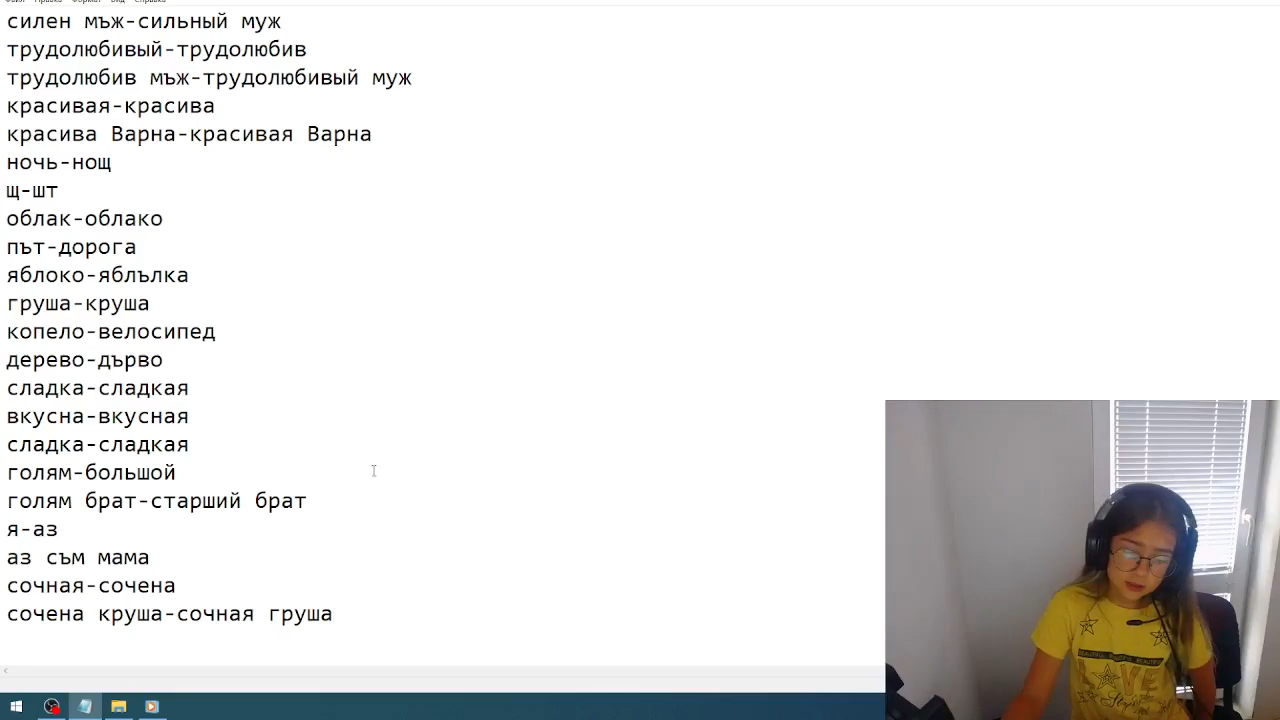 силен мъж-сильный муж
трудолюбивый-трудолюбив
трудолюбив мъж-трудолюбивый муж
красивая-красива
красива Варна-красивая Варна
ночь-нощ
щ-шт
облак-облако
път-дорога
яблоко-яблълка
груша-круша
копело-велосипед
дерево-дърво
сладка-сладкая
вкусна-вкусная
сладка-сладкая
голям-большой
голям брат-старший брат
я-аз
аз съм мама
сочная-сочена
сочена круша-сочная груша